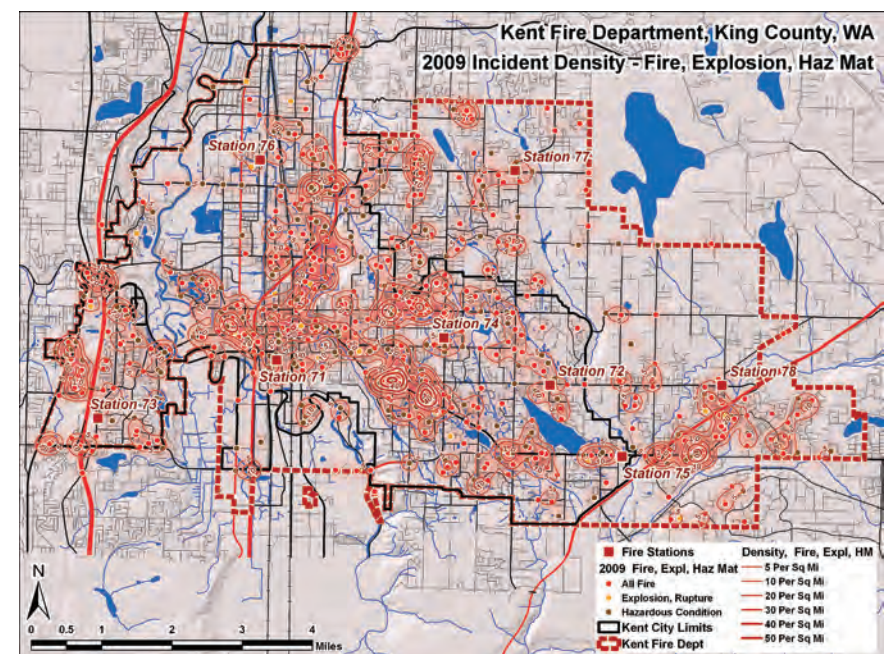 Kent Fire Department, King County, WA
2009 Incident Density - Fire, Explosion, Haz Mat
Station 76
Station 77
Station 74
Station 71
Station 72
Station 78
Station 73
Station 75
N
0 0.5 1 2 3 4
Miles
Fire Stations
2009 Fire, Expl, Haz Mat
All Fire
Explosion, Rupture
Hazardous Condition
Kent City Limits
Kent Fire Dept
Density, Fire, Expl, HM
5 Per Sq Mi
10 Per Sq Mi
20 Per Sq Mi
30 Per Sq Mi
40 Per Sq Mi
50 Per Sq Mi